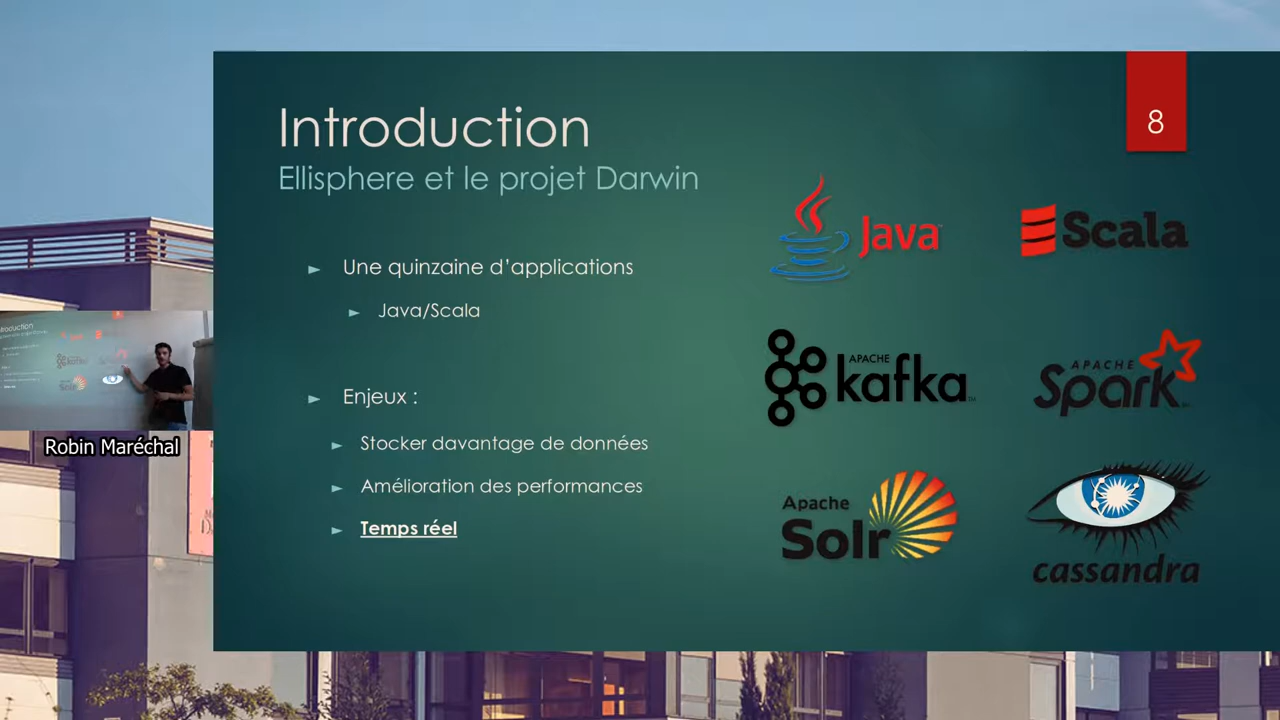 Introduction
8
Ellisphere et le projet Darwin
Une quinzaine d'applications
Java/Scala
Enjeux :
Stocker davantage de données
Amélioration des performances
Temps réel
Java
Scala
APACHE
kafka
APACHE
Spark
Apache
Solr
cassandra
Robin Maréchal